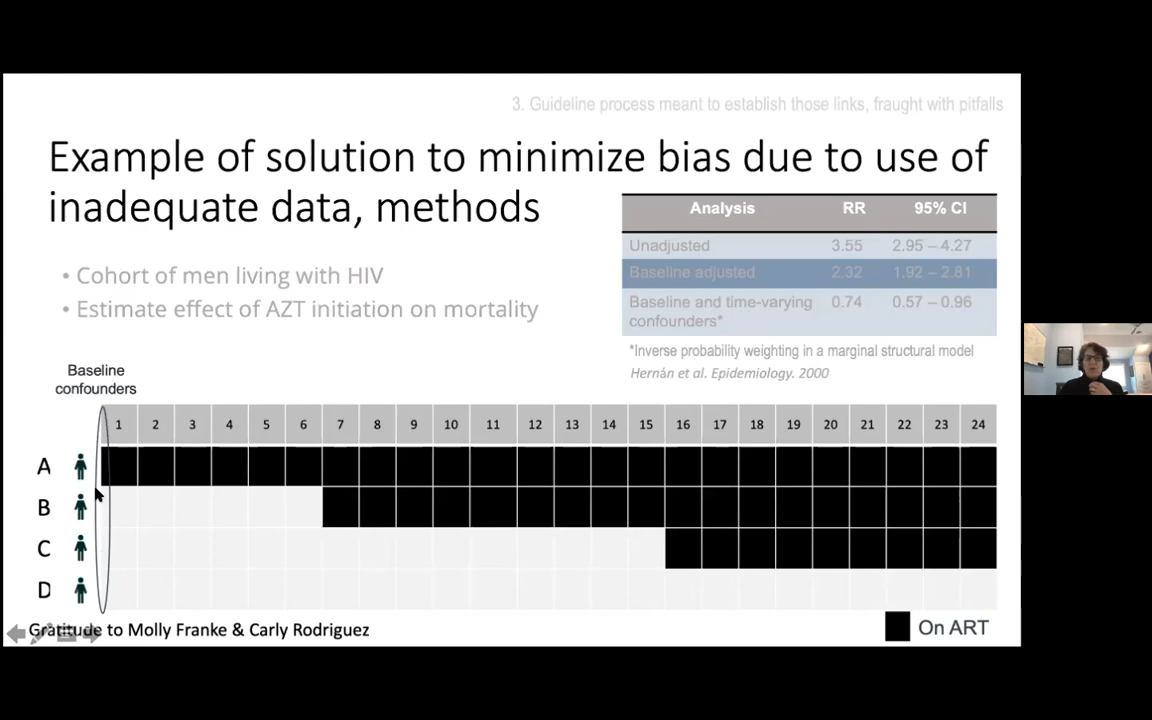 3. Guideline process meant to establish those links, fraught with pitfalls
Example of solution to minimize bias due to use of
inadequate data, methods
• Cohort of men living with HIV
• Estimate effect of AZT initiation on mortality
Analysis RR 95% CI
Unadjusted 3.55 2.95 – 4.27
Baseline adjusted 2.32 1.92 – 2.81
Baseline and time-varying 0.74 0.57 – 0.96
confounders*
*Inverse probability weighting in a marginal structural model
Hernán et al. Epidemiology. 2000
Baseline
confounders
1 2 3 4 5 6 7 8 9 10 11 12 13 14 15 16 17 18 19 20 21 22 23 24
A
B
C
D
Gratitude to Molly Franke & Carly Rodriguez
On ART